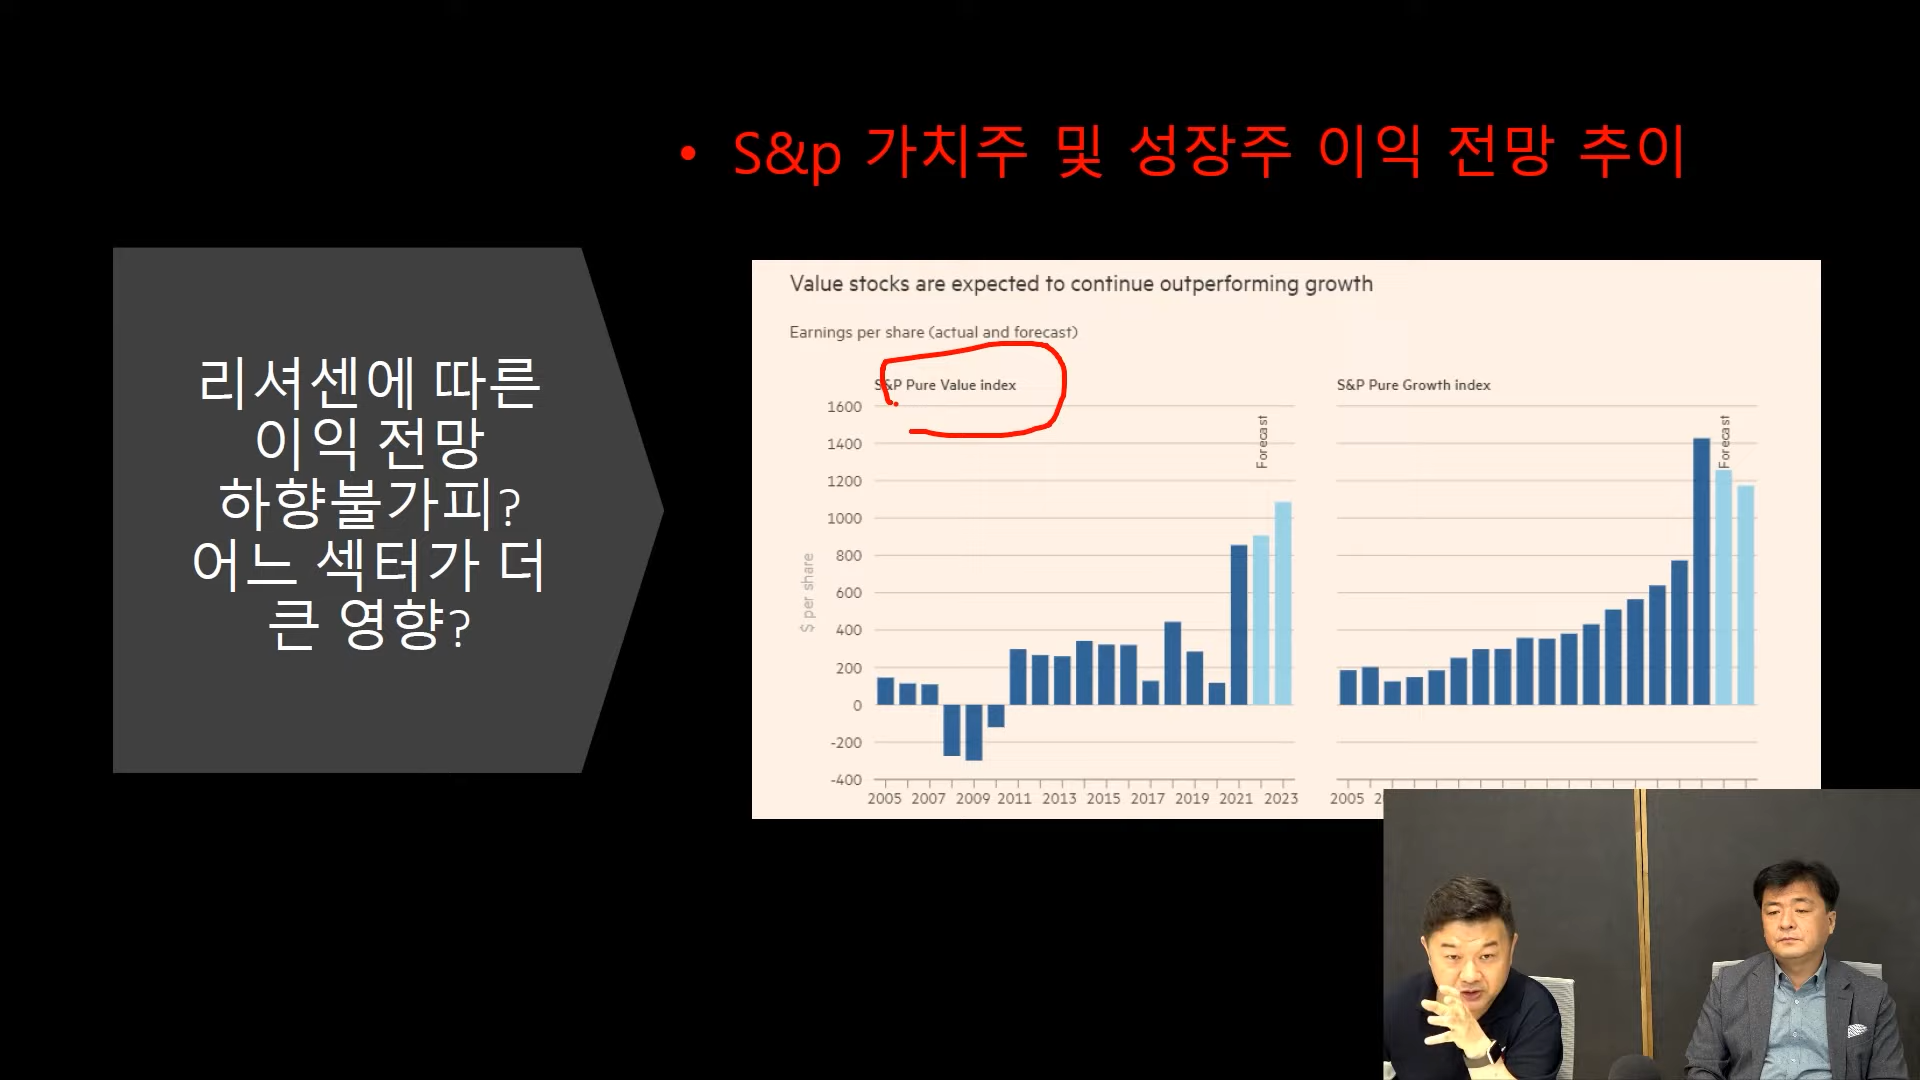 • S&p 가치주 및 성장주 이익 전망 추이
리셔센에 따른
이익 전망
하향불가피?
어느 섹터가 더
큰 영향?
Value stocks are expected to continue outperforming growth
Earnings per share (actual and forecast)
S&P Pure Value index
1600
1400
1200
1000
800
600
400
200
0
-200
-400
$ per share
Forecast
2005 2007 2009 2011 2013 2015 2017 2019 2021 2023
S&P Pure Growth index
Forecast
2005